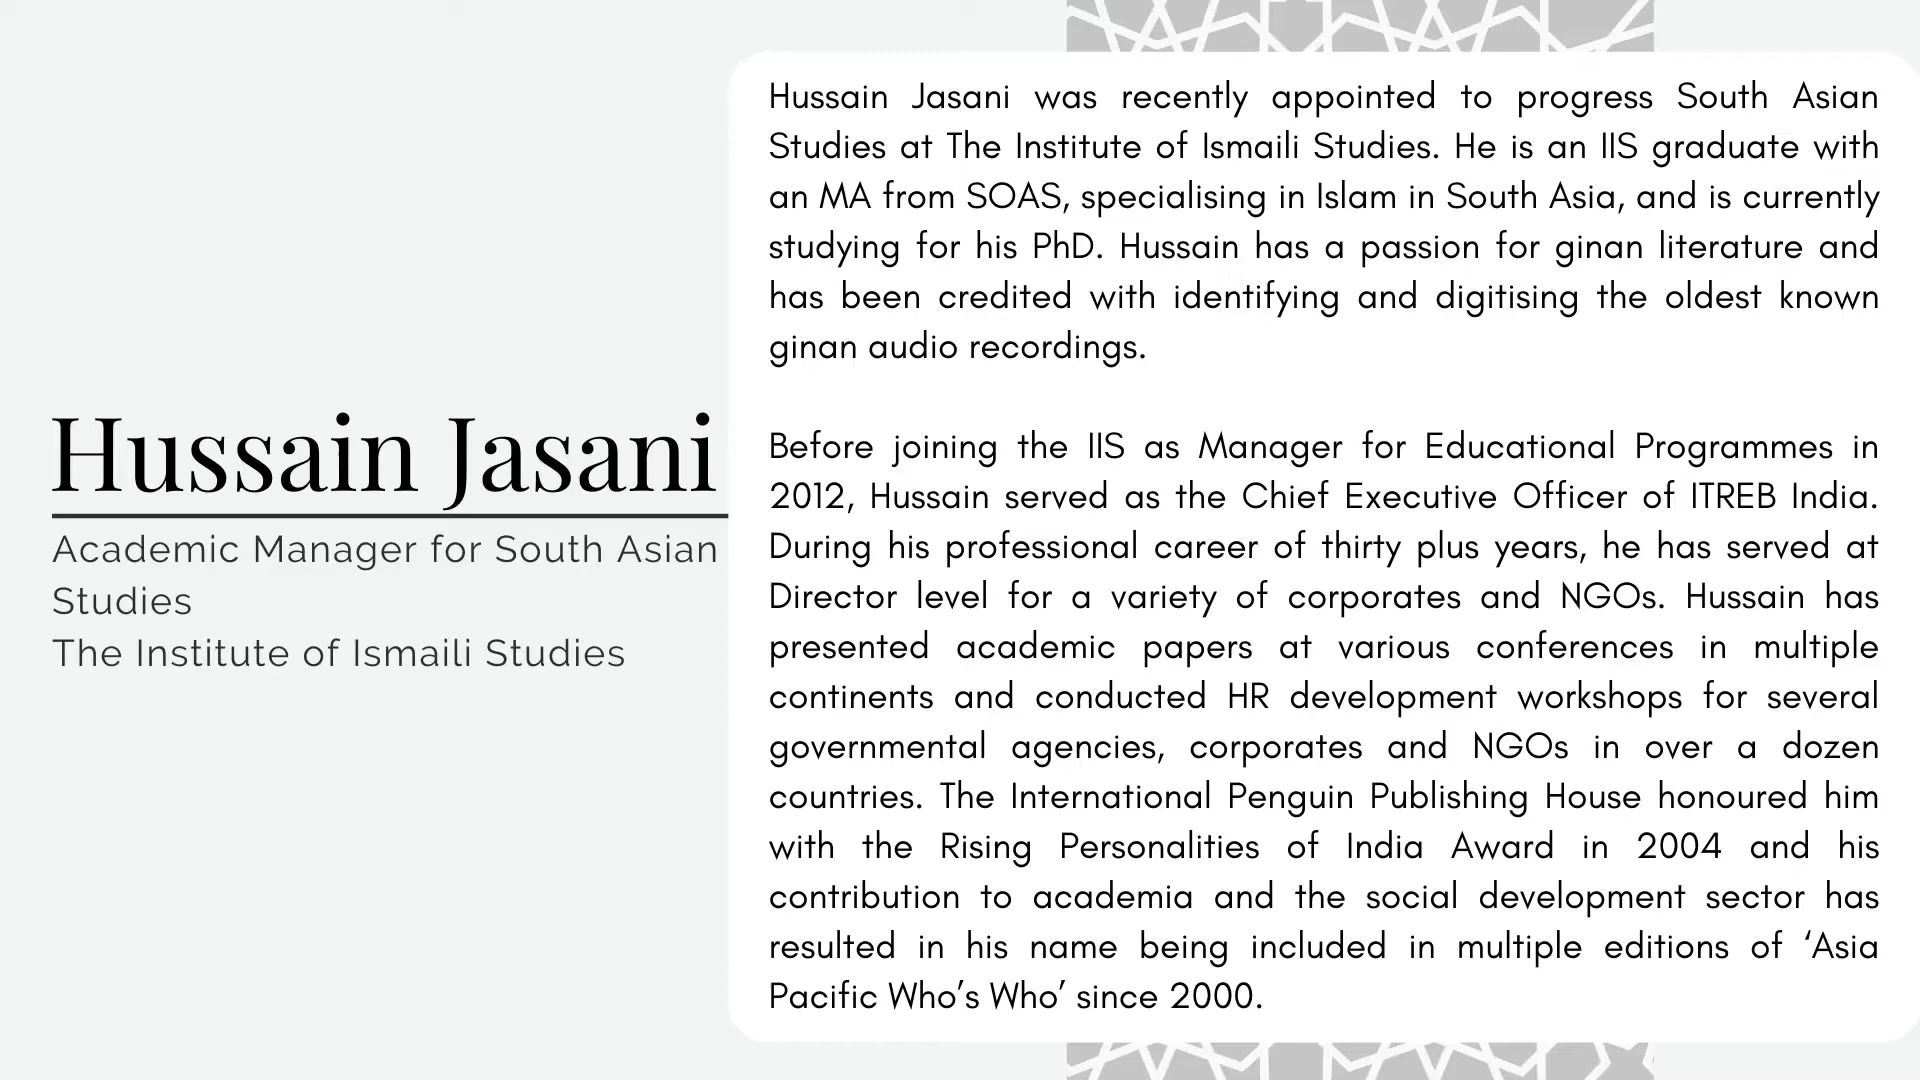 Hussain Jasani
Academic Manager for South Asian
Studies
The Institute of Ismaili Studies
Hussain Jasani was recently appointed to progress South Asian
Studies at The Institute of Ismaili Studies. He is an IIS graduate with
an MA from SOAS, specialising in Islam in South Asia, and is currently
studying for his PhD. Hussain has a passion for ginan literature and
has been credited with identifying and digitising the oldest known
ginan audio recordings.
Before joining the IIS as Manager for Educational Programmes in
2012, Hussain served as the Chief Executive Officer of ITREB India.
During his professional career of thirty plus years, he has served at
Director level for a variety of corporates and NGOs. Hussain has
presented academic papers at various conferences in multiple
continents and conducted HR development workshops for several
governmental agencies, corporates and NGOs in over a dozen
countries. The International Penguin Publishing House honoured him
with the Rising Personalities of India Award in 2004 and his
contribution to academia and the social development sector has
resulted in his name being included in multiple editions of ‘Asia
Pacific Who’s Who’ since 2000.